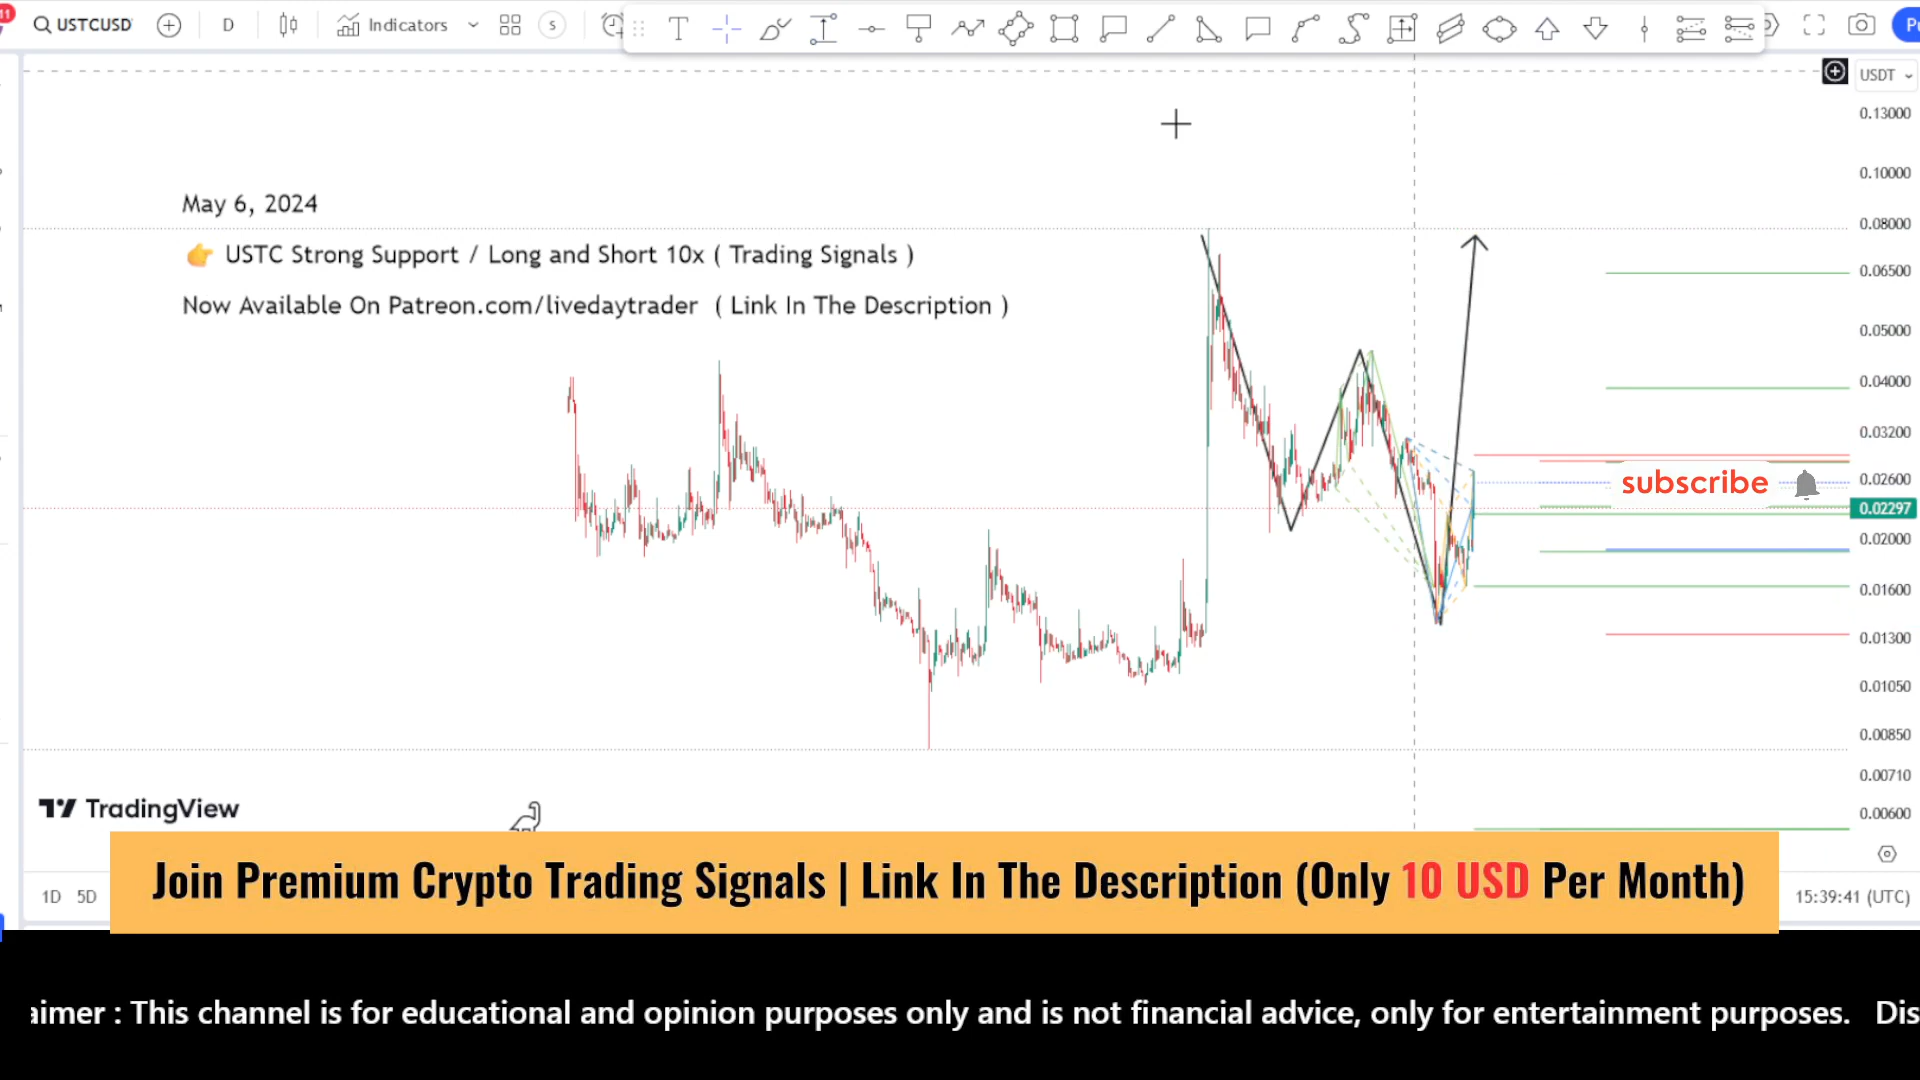 11
USTCUSD
D
Indicators
S
Pu
USDT
0.13000
0.10000
May 6, 2024
0.08000
👉 USTC Strong Support / Long and Short 10x ( Trading Signals )
0.06500
Now Available On Patreon.com/livedaytrader ( Link In The Description )
0.05000
0.04000
0.03200
subscribe
0.02600
0.02297
0.02000
0.01600
0.01300
0.01050
0.00850
0.00710
TradingView
0.00600
Join Premium Crypto Trading Signals | Link In The Description (Only 10 USD Per Month)
1D 5D
15:39:41 (UTC)
aimer : This channel is for educational and opinion purposes only and is not financial advice, only for entertainment purposes. Dis